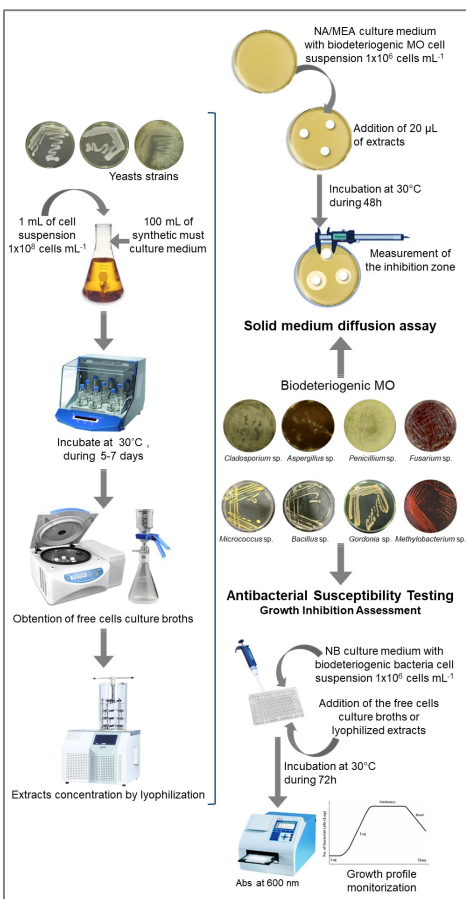 Yeasts strains
1 mL of cell
suspension
1x10⁸ cells mL⁻¹
100 mL of
synthetic must
culture medium
Incubate at 30°C ,
during 5-7 days
Obtention of free cells culture broths
Extracts concentration by lyophilization
NA/MEA culture medium
with biodeteriogenic MO cell
suspension 1x10⁶ cells mL⁻¹
Addition of 20 µL
of extracts
Incubation at 30°C
during 48h
Measurement of
the inhibition zone
Solid medium diffusion assay
Biodeteriogenic MO
Cladosporium sp.
Aspergillus sp.
Penicillium sp.
Fusarium sp.
Micrococcus sp.
Bacillus sp.
Gordonia sp.
Methylobacterium sp.
Antibacterial Susceptibility Testing
Growth Inhibition Assessment
NB culture medium with
biodeteriogenic bacteria cell
suspension 1x10⁶ cells mL⁻¹
Addition of the free cells
culture broths or
lyophilized extracts
Incubation at 30°C
during 72h
Abs at 600 nm
No. of bacterial cells (Log)
Lag
Log
Stationary
Dead
Time
Growth profile
monitorization